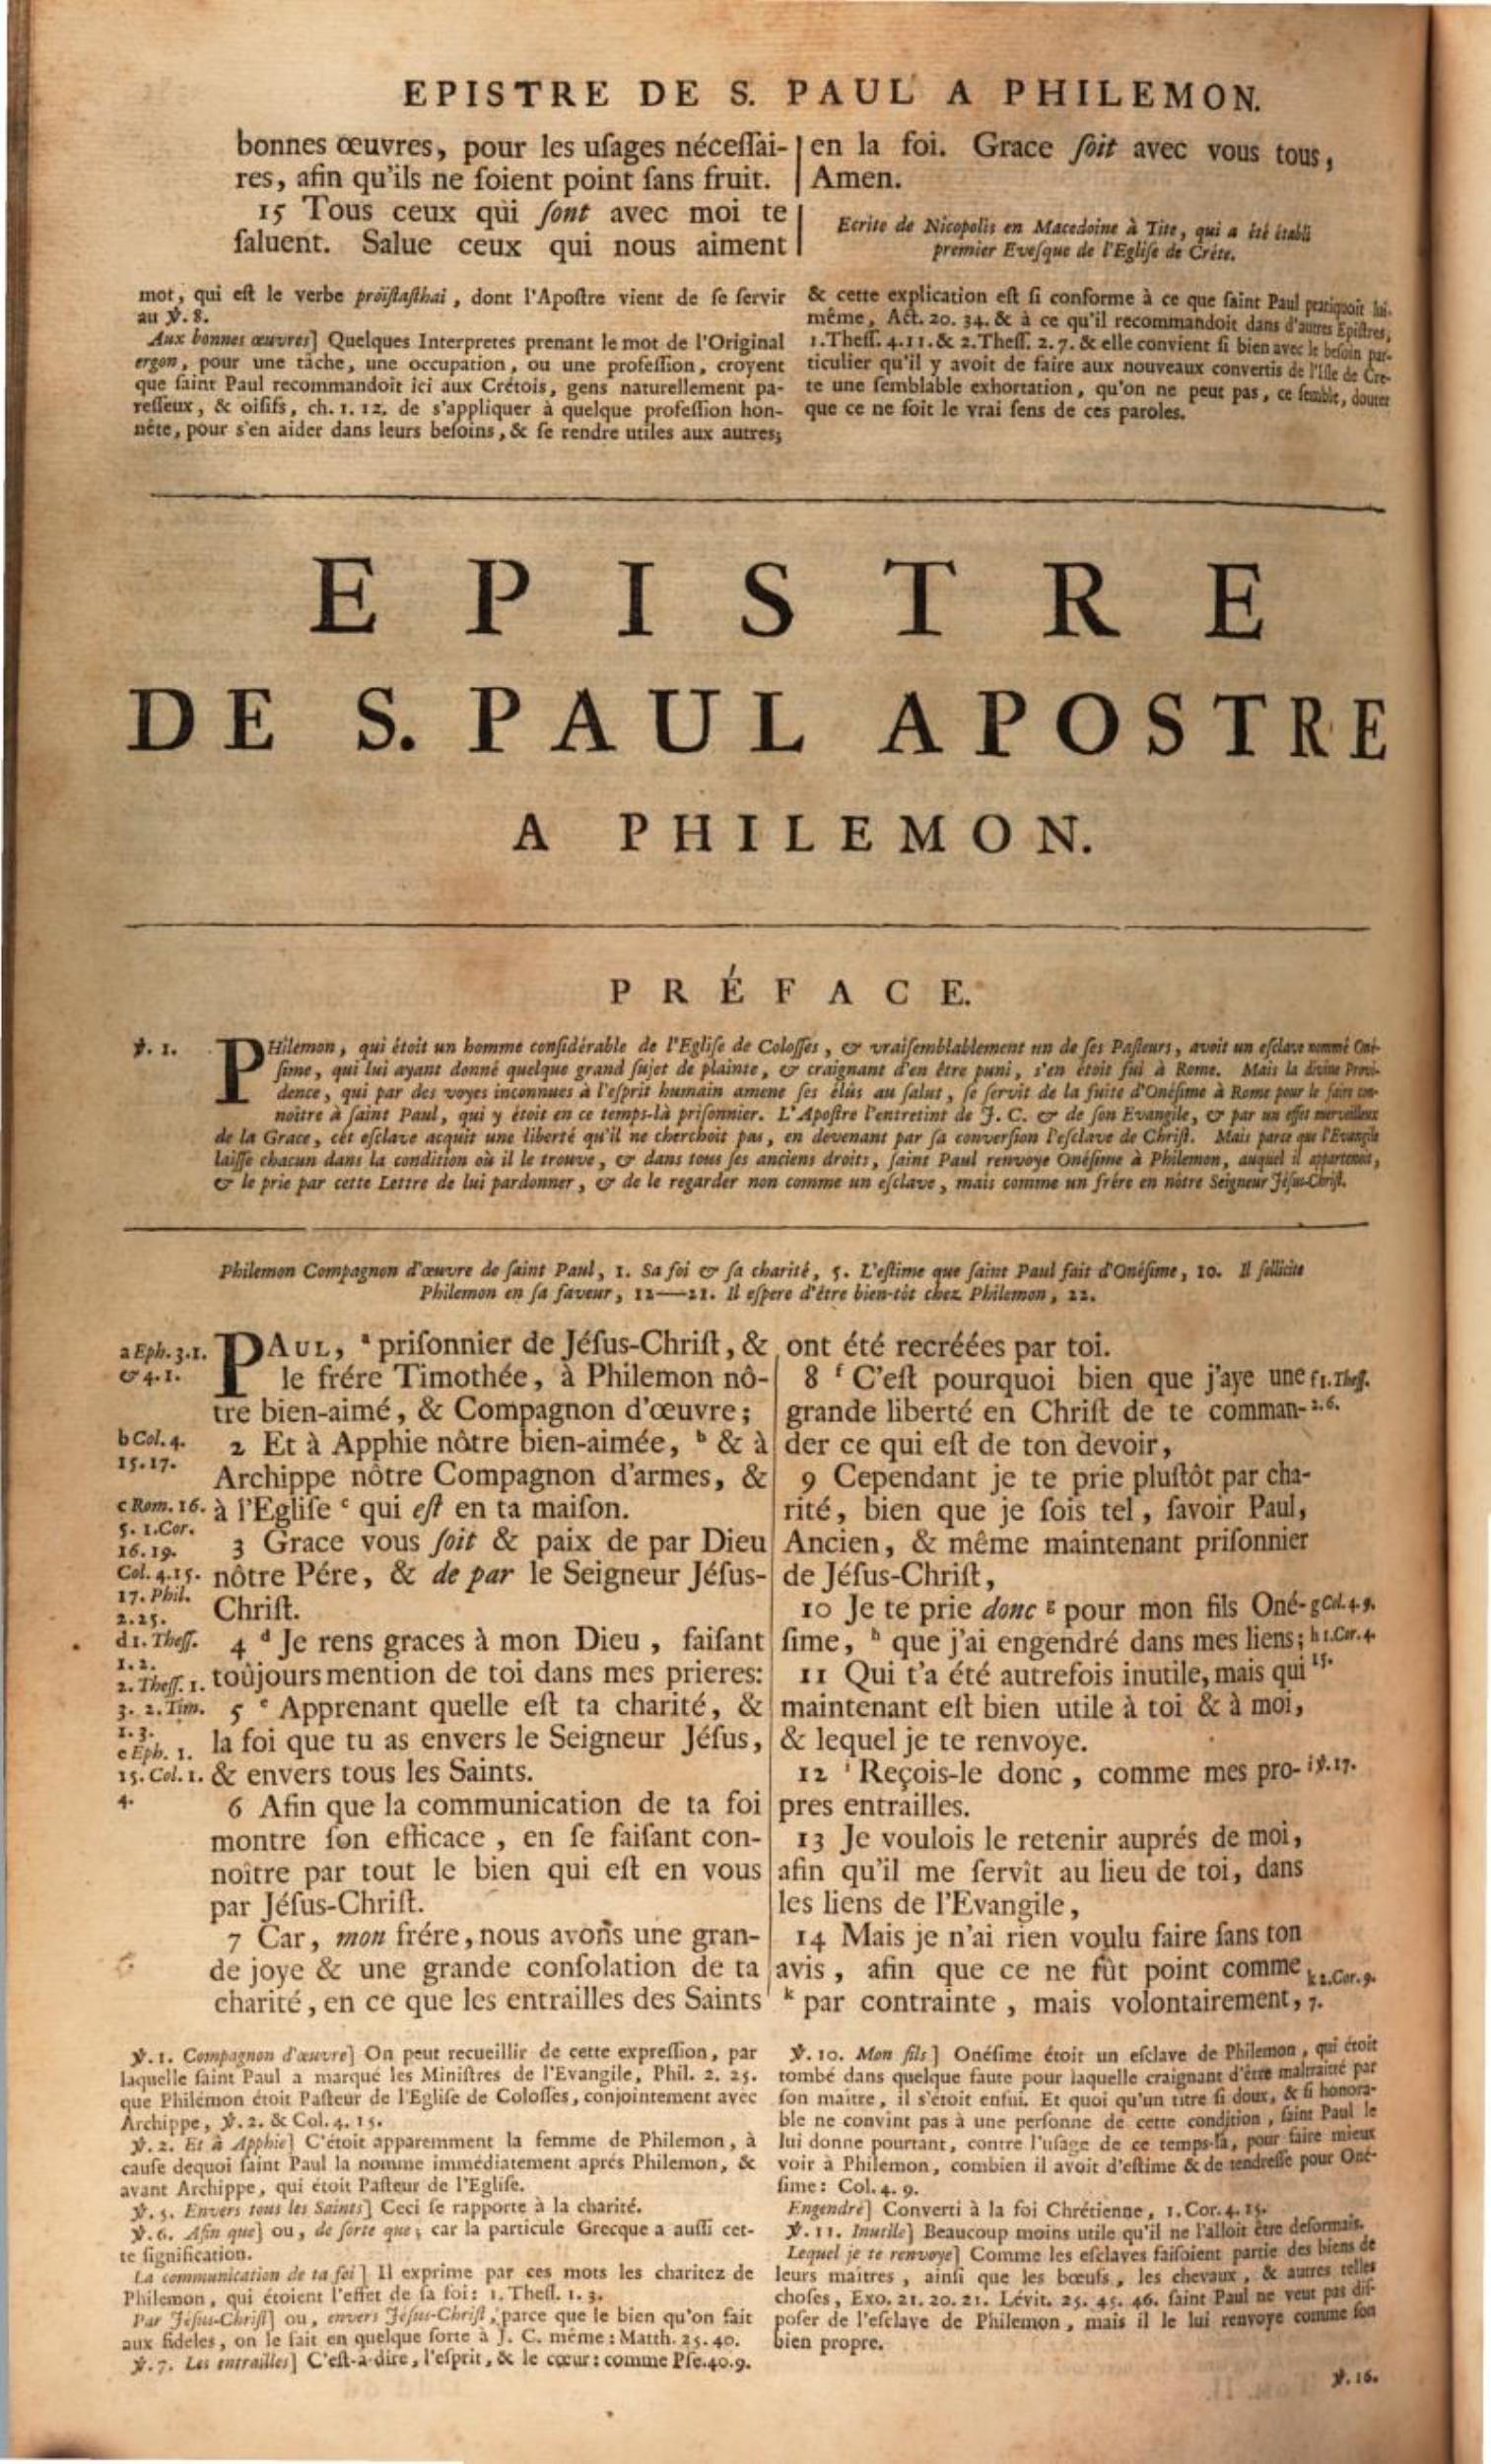 EPISTRE DE S. PAUL A PHILEMON.
bonnes œuvres, pour les uſages néceſſai-
res, afin qu'ils ne ſoient point ſans fruit.
15 Tous ceux qui ſont avec moi te
ſaluent. Salue ceux qui nous aiment
en la foi. Grace ſoit avec vous tous,
Amen.
Ecrite de Nicopolis en Macedoine à Tite, qui a été établi
premier Eveſque de l'Egliſe de Créte.
mot, qui eſt le verbe proïſtaſthai, dont l'Apoſtre vient de ſe ſervir
au ꝟ. 8.
Aux bonnes œuvres] Quelques Interpretes prenant le mot de l'Original
ergon, pour une tâche, une occupation, ou une profeſſion, croyent
que ſaint Paul recommandoit ici aux Crétois, gens naturellement pa-
reſſeux, & oiſifs, ch. 1. 12. de s'appliquer à quelque profeſſion hon-
nête, pour s'en aider dans leurs beſoins, & ſe rendre utiles aux autres;
& cette explication eſt ſi conforme à ce que ſaint Paul pratiquoit lui-
même, Act. 20. 34. & à ce qu'il recommandoit dans d'autres Epiſtres,
1. Theſſ. 4. 11. & 2. Theſſ. 2. 7. & elle convient ſi bien avec le beſoin par-
ticulier qu'il y avoit de faire aux nouveaux convertis de l'Iſle de Cre-
te une ſemblable exhortation, qu'on ne peut pas, ce ſemble, douter
que ce ne ſoit le vrai ſens de ces paroles.
EPISTRE
DE S. PAUL APOSTRE
A PHILEMON.
PRÉFACE.
ꝟ. 1.
PHilemon, qui étoit un homme conſidérable de l'Egliſe de Coloſſes, & vraiſemblablement un de ſes Paſteurs, avoit un eſclave nommé Oné-
ſime, qui lui ayant donné quelque grand ſujet de plainte, & craignant d'en être puni, s'en étoit fui à Rome. Mais la divine Provi-
dence, qui par des voyes inconnues à l'eſprit humain amene ſes élûs au ſalut, ſe ſervit de la fuite d'Onéſime à Rome pour le faire con-
noître à ſaint Paul, qui y étoit en ce temps-là priſonnier. L'Apoſtre l'entretint de J. C. & de ſon Evangile, & par un effet merveilleux
de la Grace, cét eſclave acquit une liberté qu'il ne cherchoit pas, en devenant par ſa converſion l'eſclave de Chriſt. Mais parce que l'Evangile
laiſſe chacun dans la condition où il le trouve, & dans tous ſes anciens droits, ſaint Paul renvoye Onéſime à Philemon, auquel il appartenoit,
& le prie par cette Lettre de lui pardonner, & de le regarder non comme un eſclave, mais comme un frére en nôtre Seigneur Jéſus-Chriſt.
Philemon Compagnon d'œuvre de ſaint Paul, 1. Sa foi & ſa charité, 5. L'eſtime que ſaint Paul fait d'Onéſime, 10. Il ſollicite
Philemon en ſa faveur, 12—21. Il eſpere d'être bien-tôt chez Philemon, 22.
a Eph. 3. 1.
& 4. 1.
b Col. 4.
15. 17.
c Rom. 16.
5. 1. Cor.
16. 19.
Col. 4. 15.
17. Phil.
2. 25.
d 1. Theſſ.
1. 2.
2. Theſſ. 1.
3. 2. Tim.
1. 3.
e Eph. 1.
15. Col. 1.
4.
PAUL, a priſonnier de Jéſus-Chriſt, &
le frére Timothée, à Philemon nô-
tre bien-aimé, & Compagnon d'œuvre;
2 Et à Apphie nôtre bien-aimée, b & à
Archippe nôtre Compagnon d'armes, &
à l'Egliſe c qui eſt en ta maiſon.
3 Grace vous ſoit & paix de par Dieu
nôtre Pére, & de par le Seigneur Jéſus-
Chriſt.
4 d Je rens graces à mon Dieu, faiſant
toûjours mention de toi dans mes prieres:
5 e Apprenant quelle eſt ta charité, &
la foi que tu as envers le Seigneur Jéſus,
& envers tous les Saints.
6 Afin que la communication de ta foi
montre ſon efficace, en ſe faiſant con-
noître par tout le bien qui eſt en vous
par Jéſus-Chriſt.
7 Car, mon frére, nous avons une gran-
de joye & une grande conſolation de ta
charité, en ce que les entrailles des Saints
ont été recréées par toi.
8 f C'eſt pourquoi bien que j'aye une
grande liberté en Chriſt de te comman-
der ce qui eſt de ton devoir,
9 Cependant je te prie pluſtôt par cha-
rité, bien que je ſois tel, ſavoir Paul,
Ancien, & même maintenant priſonnier
de Jéſus-Chriſt,
10 Je te prie donc g pour mon fils Oné-
ſime, h que j'ai engendré dans mes liens;
11 Qui t'a été autrefois inutile, mais qui
maintenant eſt bien utile à toi & à moi,
& lequel je te renvoye.
12 i Reçois-le donc, comme mes pro-
pres entrailles.
13 Je voulois le retenir auprés de moi,
afin qu'il me ſervît au lieu de toi, dans
les liens de l'Evangile,
14 Mais je n'ai rien voulu faire ſans ton
avis, afin que ce ne fût point comme
k par contrainte, mais volontairement,
f 1. Theſſ.
2. 6.
g Col. 4. 9.
h 1. Cor. 4.
15.
i ꝟ. 17.
k 2. Cor. 9.
7.
ꝟ. 1. Compagnon d'œuvre] On peut recueillir de cette expreſſion, par
laquelle ſaint Paul a marqué les Miniſtres de l'Evangile, Phil. 2. 25.
que Philémon étoit Paſteur de l'Egliſe de Coloſſes, conjointement avec
Archippe, ꝟ. 2. & Col. 4. 15.
ꝟ. 2. Et à Apphie] C'étoit apparemment la femme de Philemon, à
cauſe dequoi ſaint Paul la nomme immédiatement aprés Philemon, &
avant Archippe, qui étoit Paſteur de l'Egliſe.
ꝟ. 5. Envers tous les Saints] Ceci ſe rapporte à la charité.
ꝟ. 6. Afin que] ou, de ſorte que; car la particule Grecque a auſſi cet-
te ſignification.
La communication de ta foi] Il exprime par ces mots les charitez de
Philemon, qui étoient l'effet de ſa foi: 1. Theſſ. 1. 3.
Par Jéſus-Chriſt] ou, envers Jéſus-Chriſt, parce que le bien qu'on fait
aux fideles, on le fait en quelque ſorte à J. C. même: Matth. 25. 40.
ꝟ. 7. Les entrailles] C'eſt-à-dire, l'eſprit, & le cœur: comme Pſe. 40. 9.
ꝟ. 10. Mon fils] Onéſime étoit un eſclave de Philemon, qui étoit
tombé dans quelque faute pour laquelle craignant d'être maltraitté par
ſon maitre, il s'étoit enfui. Et quoi qu'un titre ſi doux, & ſi honora-
ble ne convint pas à une perſonne de cette condition, ſaint Paul le
lui donne pourtant, contre l'uſage de ce temps-là, pour faire mieux
voir à Philemon, combien il avoit d'eſtime & de tendreſſe pour Oné-
ſime: Col. 4. 9.
Engendré] Converti à la foi Chrétienne, 1. Cor. 4. 15.
ꝟ. 11. Inutile] Beaucoup moins utile qu'il ne l'alloit être deſormais.
Lequel je te renvoye] Comme les eſclaves faiſoient partie des biens de
leurs maitres, ainſi que les bœufs, les chevaux, & autres telles
choſes, Exo. 21. 20. 21. Lévit. 25. 45. 46. ſaint Paul ne veut pas diſ-
poſer de l'eſclave de Philemon, mais il le lui renvoye comme ſon
bien propre.
ꝟ. 16.